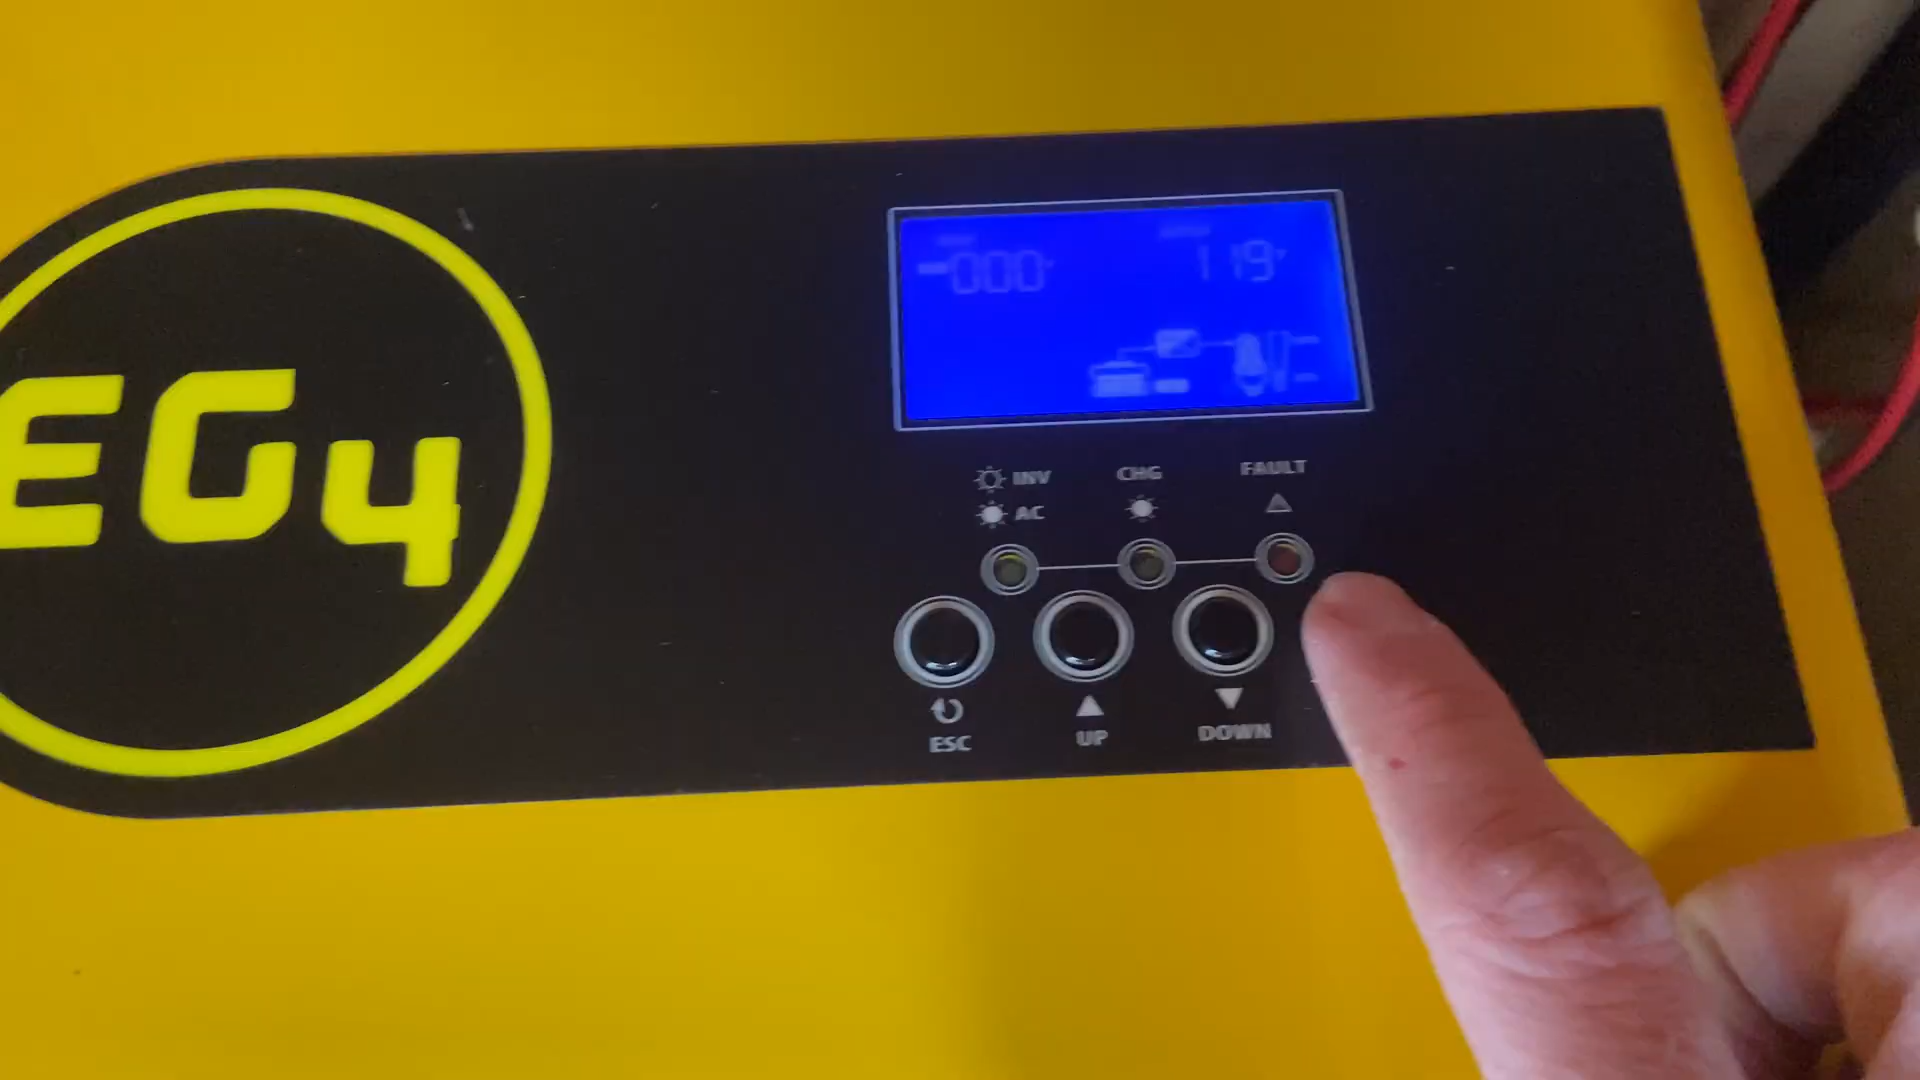 EG4
000 119
INV CHG FAULT
AC
ESC UP DOWN